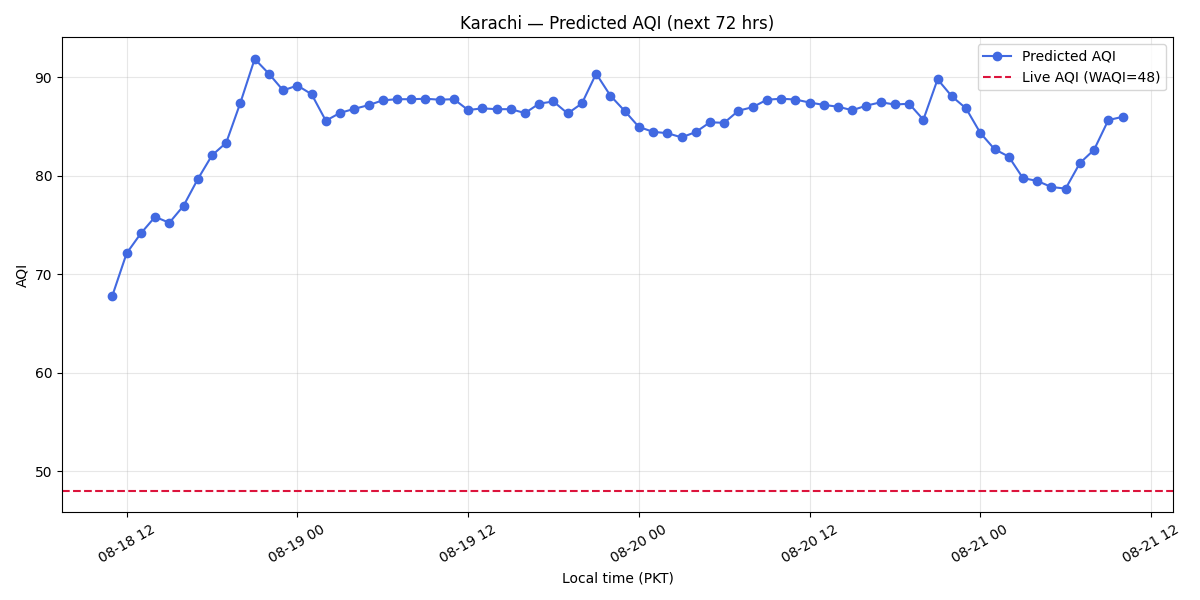 Karachi — Predicted AQI (next 72 hrs)
Predicted AQI
Live AQI (WAQI=48)
AQI
90
80
70
60
50
08-18 12
08-19 00
08-19 12
08-20 00
08-20 12
08-21 00
08-21 12
Local time (PKT)